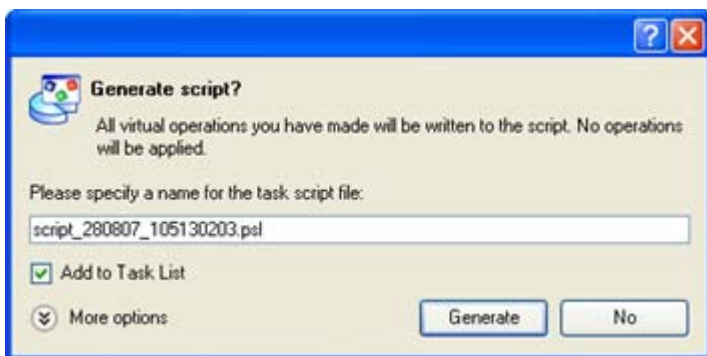 Generate script?
All virtual operations you have made will be written to the script. No operations
will be applied.
Please specify a name for the task script file:
script_280807_105130203.psl
Add to Task List
More options
Generate
No